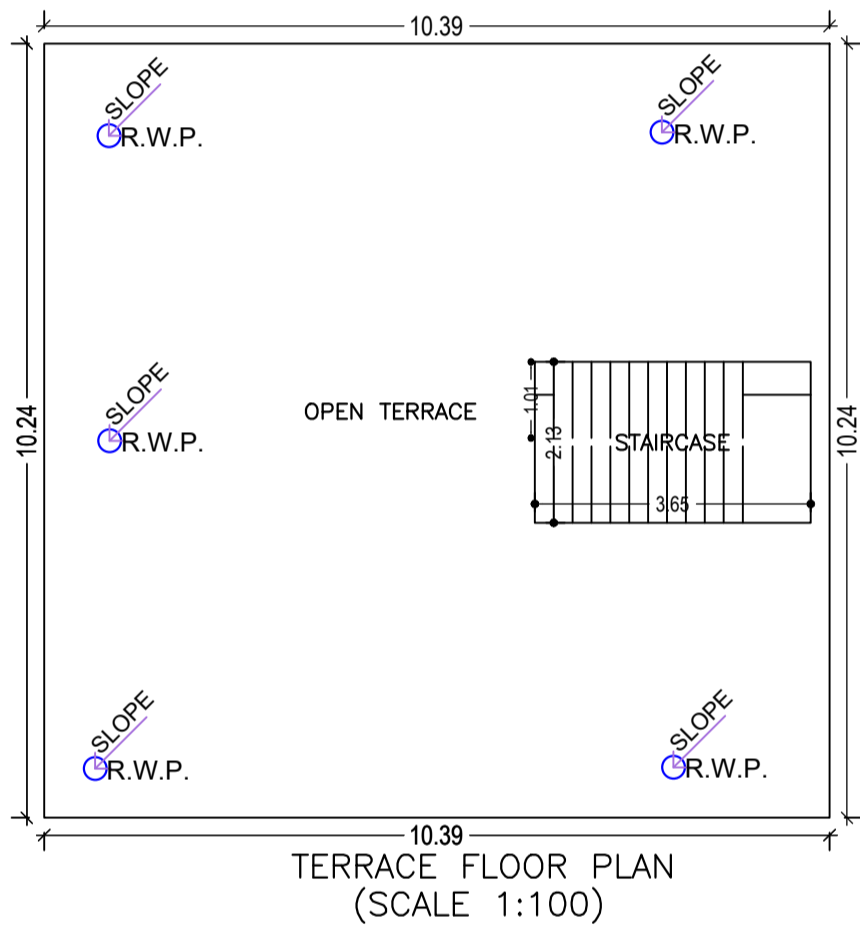 10.39
SLOPE
R.W.P.
SLOPE
R.W.P.
10.24
SLOPE
R.W.P.
OPEN TERRACE
1.01
2.13
STAIRCASE
3.65
10.24
SLOPE
R.W.P.
SLOPE
R.W.P.
10.39
TERRACE FLOOR PLAN
(SCALE 1:100)